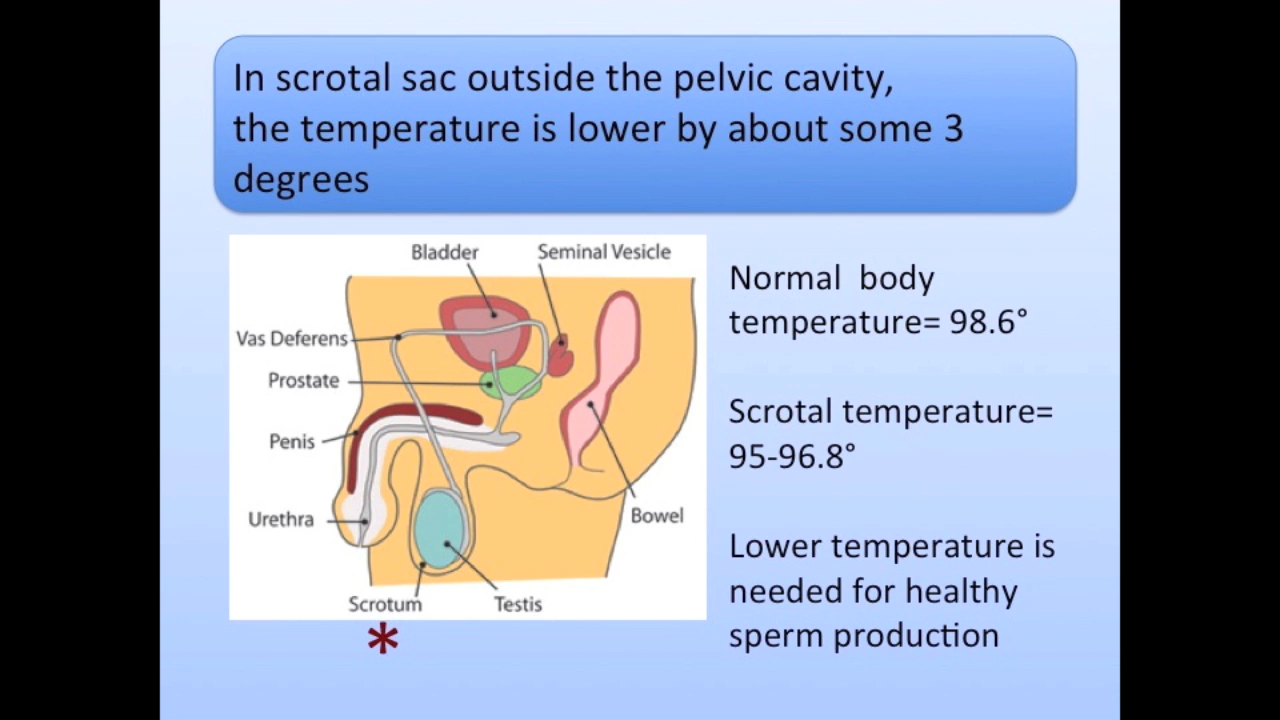 In scrotal sac outside the pelvic cavity,
the temperature is lower by about some 3
degrees
Bladder
Seminal Vesicle
Vas Deferens
Prostate
Penis
Urethra
Bowel
Scrotum
Testis
*
Normal body
temperature= 98.6°
Scrotal temperature=
95-96.8°
Lower temperature is
needed for healthy
sperm production